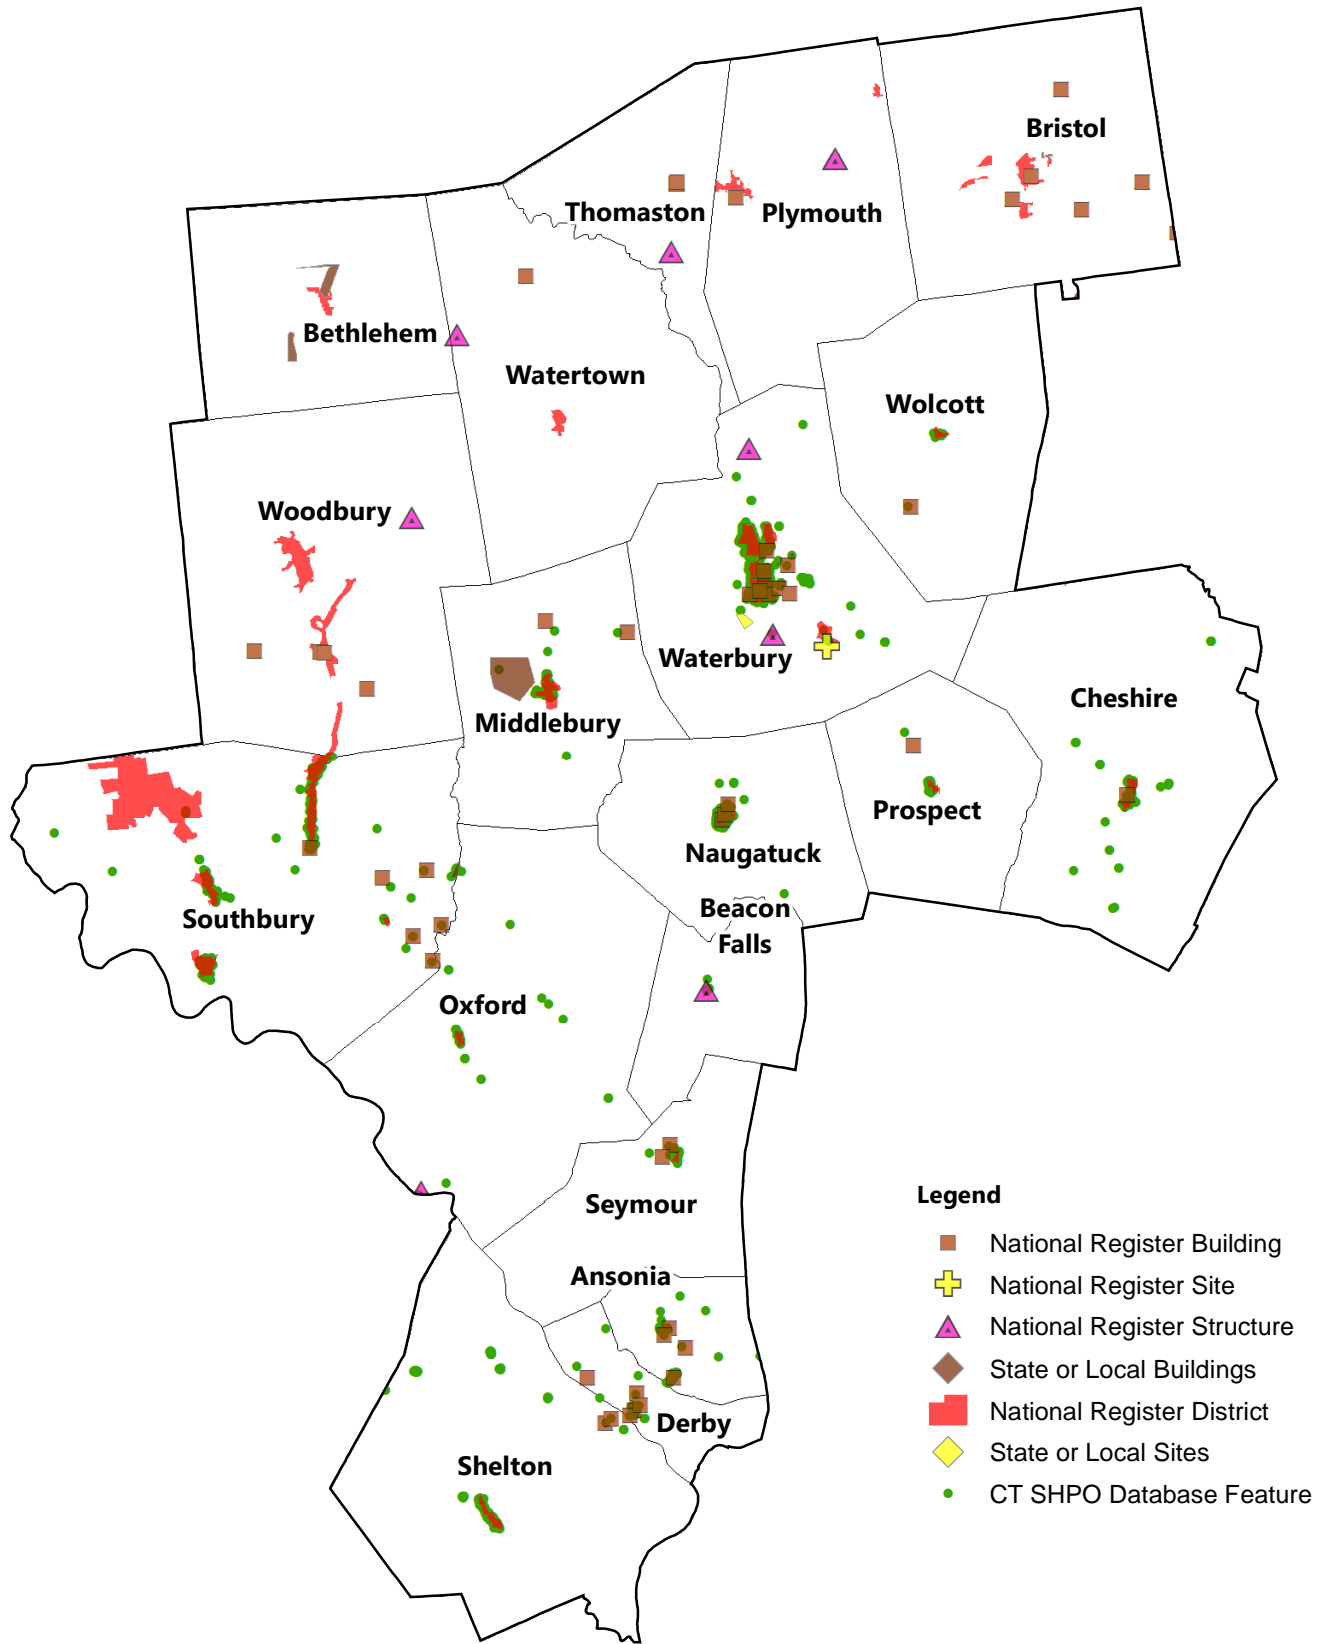 Bristol
Thomaston
Plymouth
Bethlehem
Watertown
Wolcott
Woodbury
Waterbury
Middlebury
Cheshire
Prospect
Naugatuck
Southbury
Beacon
Falls
Oxford
Seymour
Ansonia
Derby
Shelton
Legend
National Register Building
National Register Site
National Register Structure
State or Local Buildings
National Register District
State or Local Sites
CT SHPO Database Feature